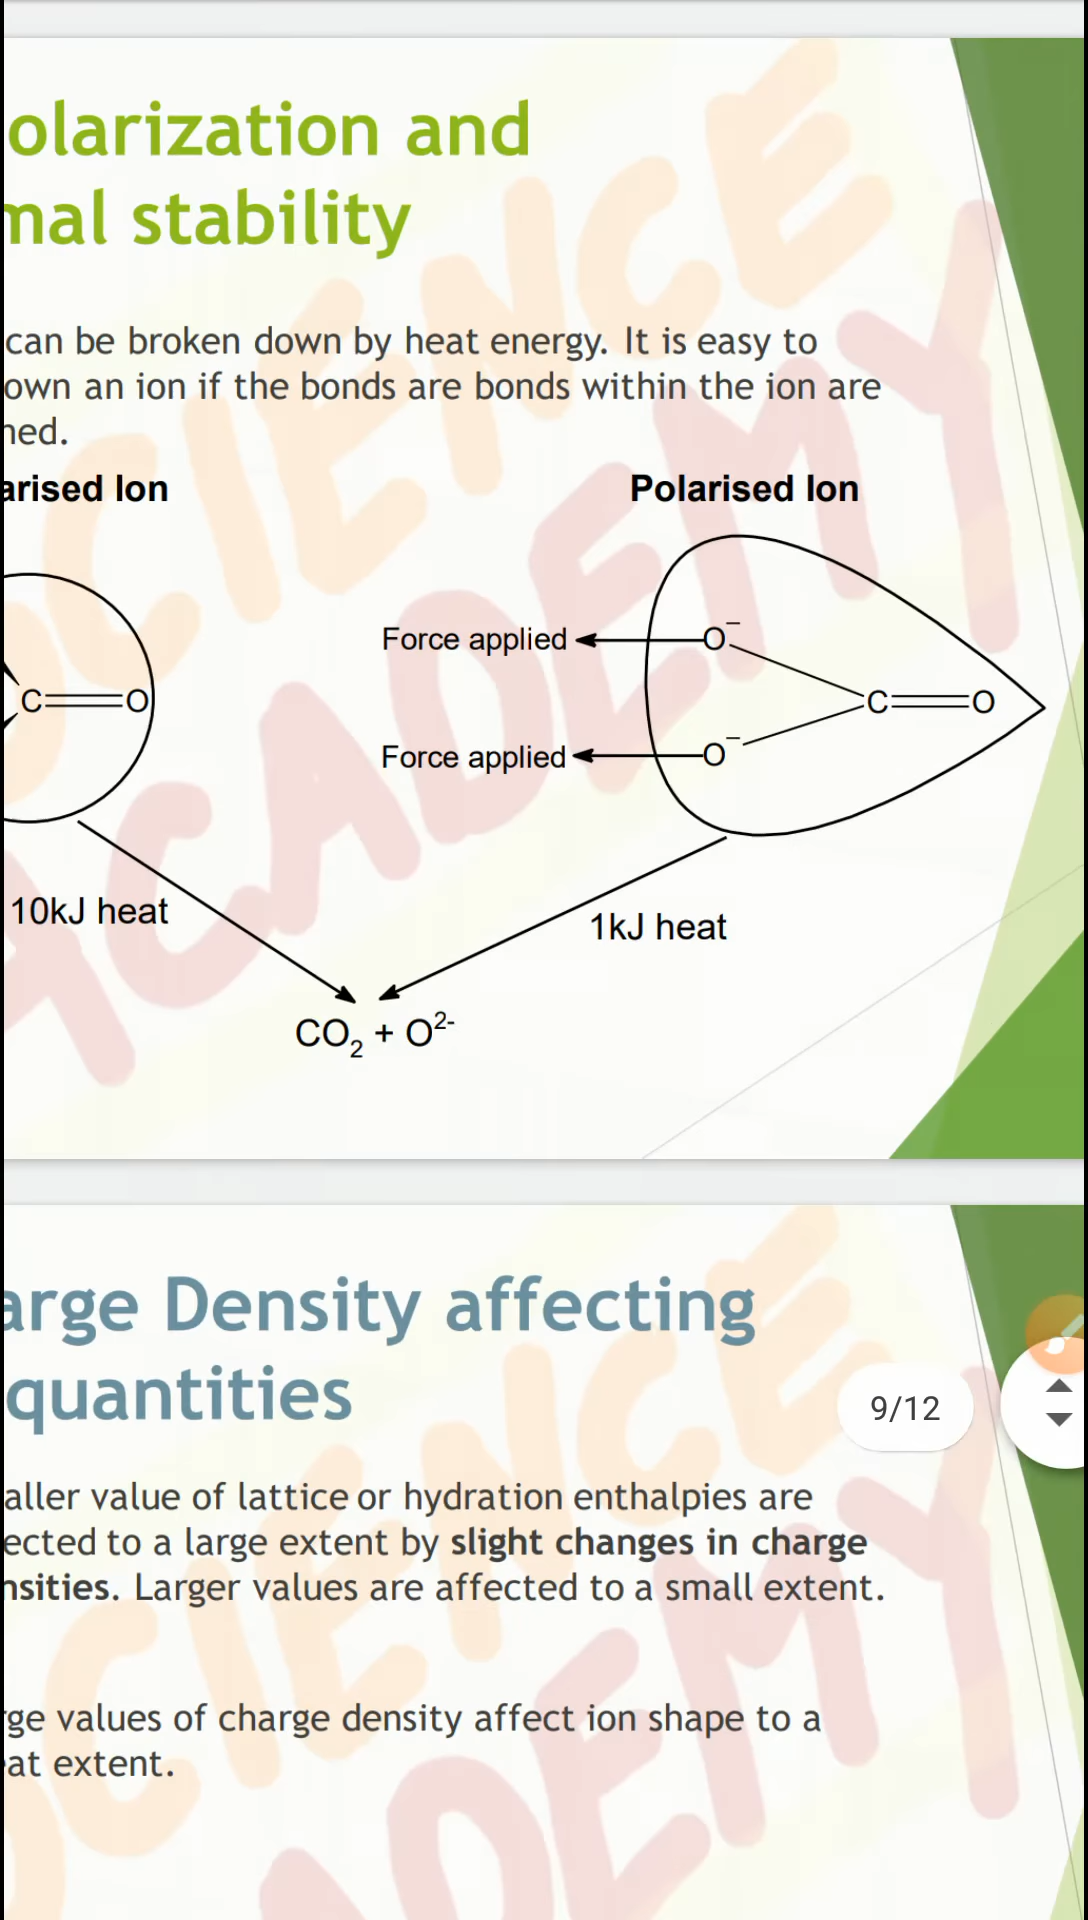 olarization and
mal stability
can be broken down by heat energy. It is easy to
own an ion if the bonds are bonds within the ion are
ned.
arised Ion
Polarised Ion
Force applied
O⁻
C
O
C
O
Force applied
O⁻
10kJ heat
1kJ heat
CO₂ + O²⁻
arge Density affecting
quantities
9/12
aller value of lattice or hydration enthalpies are
ected to a large extent by slight changes in charge
nsities. Larger values are affected to a small extent.
rge values of charge density affect ion shape to a
eat extent.
SCIENCE
ACADEMY